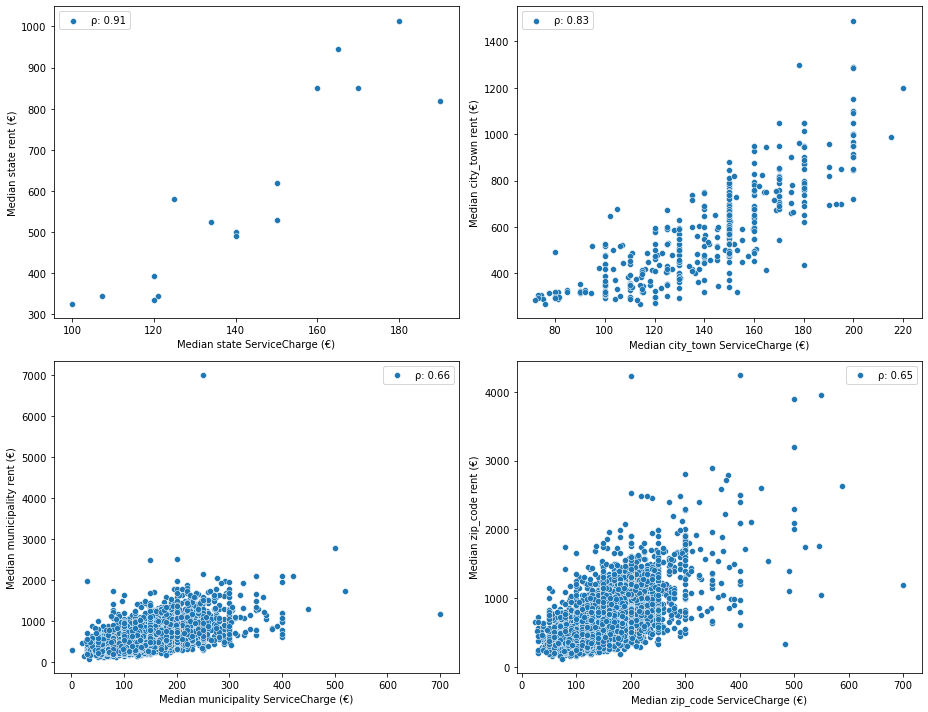 ρ: 0.91
1000
900
800
700
600
500
400
300
Median state rent (€)
100 120 140 160 180
Median state ServiceCharge (€)
ρ: 0.83
1400
1200
1000
800
600
400
Median city_town rent (€)
80 100 120 140 160 180 200 220
Median city_town ServiceCharge (€)
ρ: 0.66
7000
6000
5000
4000
3000
2000
1000
0
Median municipality rent (€)
0 100 200 300 400 500 600 700
Median municipality ServiceCharge (€)
ρ: 0.65
4000
3000
2000
1000
0
Median zip_code rent (€)
0 100 200 300 400 500 600 700
Median zip_code ServiceCharge (€)